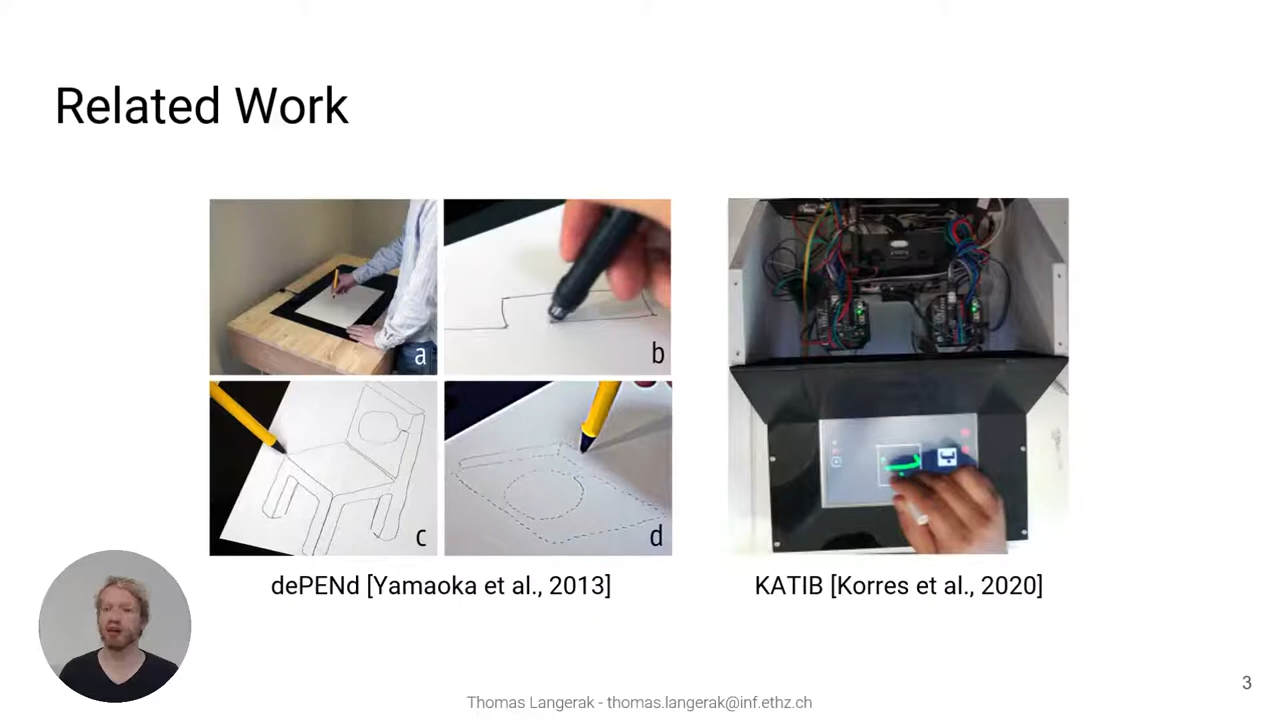 Related Work
a
b
c
d
dePENd [Yamaoka et al., 2013]
KATIB [Korres et al., 2020]
Thomas Langerak - thomas.langerak@inf.ethz.ch
3